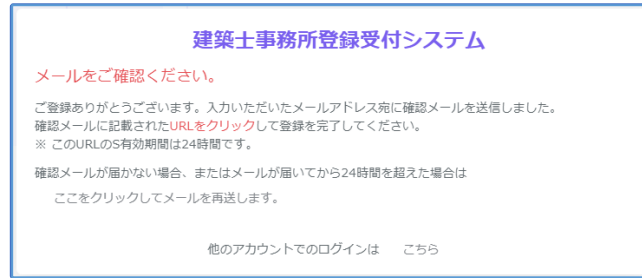 建築士事務所登録受付システム
メールをご確認ください。
ご登録ありがとうございます。入力いただいたメールアドレス宛に確認メールを送信しました。
確認メールに記載されたURLをクリックして登録を完了してください。
※ このURLのS有効期間は24時間です。
確認メールが届かない場合、またはメールが届いてから24時間を超えた場合は
ここをクリックしてメールを再送します。
他のアカウントでのログインは こちら